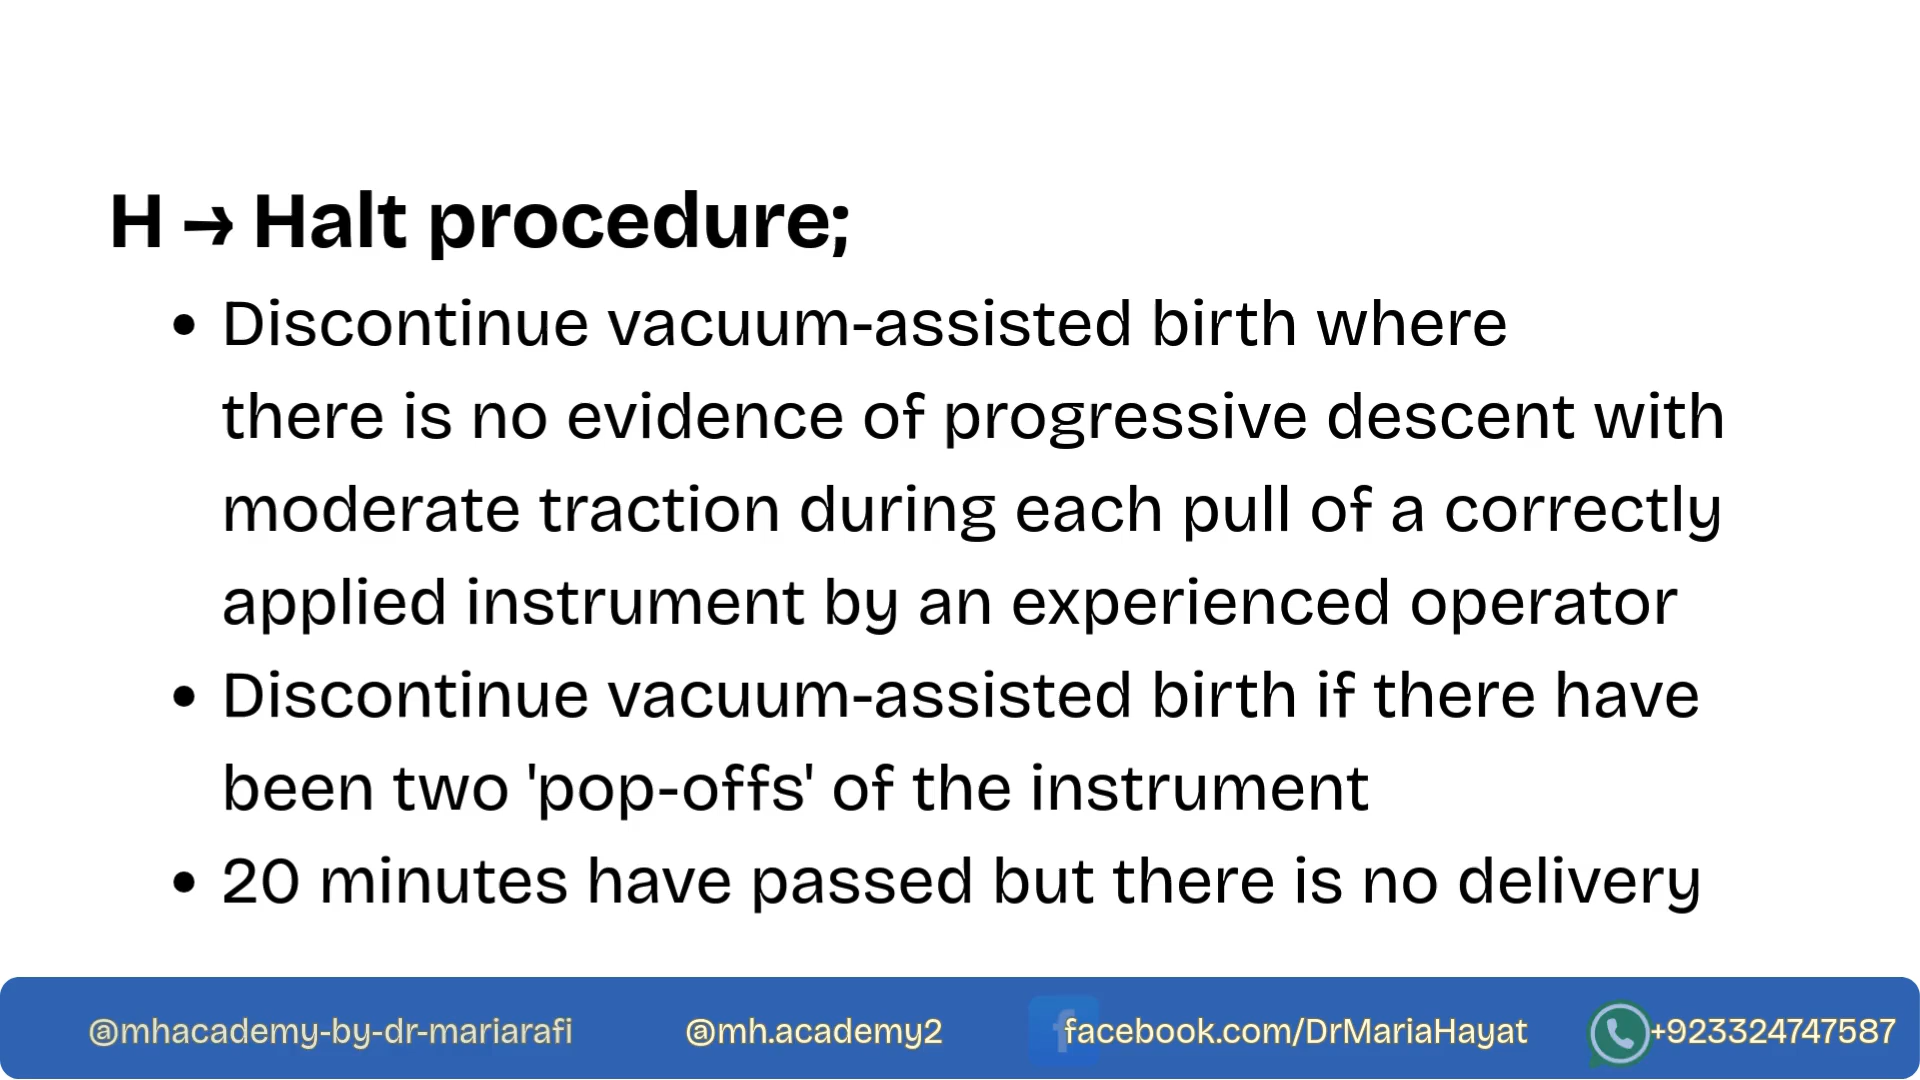 H → Halt procedure;
• Discontinue vacuum-assisted birth where
there is no evidence of progressive descent with
moderate traction during each pull of a correctly
applied instrument by an experienced operator
• Discontinue vacuum-assisted birth if there have
been two 'pop-offs' of the instrument
• 20 minutes have passed but there is no delivery
@mhacademy-by-dr-mariarafi @mh.academy2 facebook.com/DrMariaHayat +923324747587